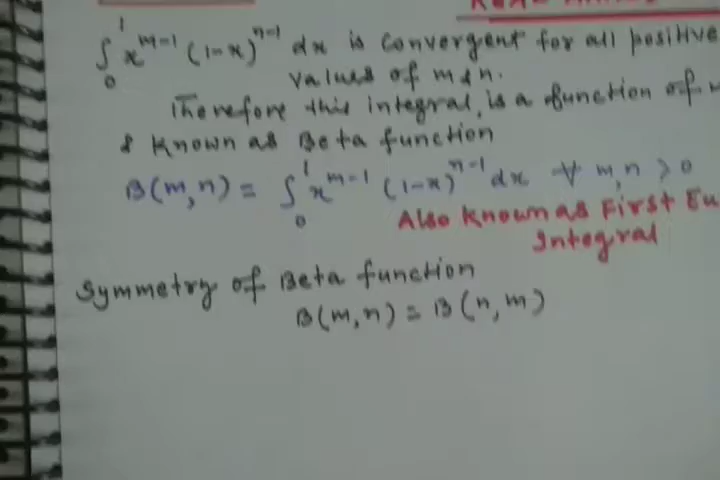 ∫₀¹ x^(m-1) (1-x)^(n-1) dx is convergent for all positive
values of m & n.
Therefore this integral, is a function of
& known as Beta function
B(m,n) = ∫₀¹ x^(m-1) (1-x)^(n-1) dx ∀ m,n > 0
Also known as First Eu
Integral
Symmetry of Beta function
B(m,n) = B(n,m)